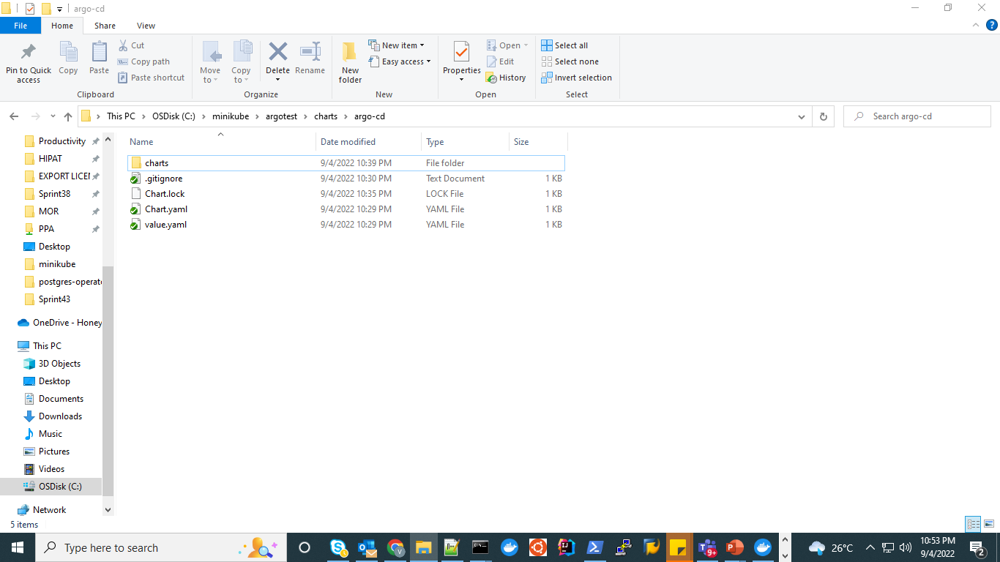 argo-cd
File Home Share View
Pin to Quick access
Copy
Paste
Cut
Copy path
Paste shortcut
Clipboard
Move to
Copy to
Delete
Rename
Organize
New folder
New item
Easy access
New
Properties
Open
Edit
History
Open
Select all
Select none
Invert selection
Select
This PC > OSDisk (C:) > minikube > argotest > charts > argo-cd
Search argo-cd
Productivity
HIPAT
EXPORT LICEN
Sprint38
MOR
PPA
Desktop
minikube
postgres-operato
Sprint43
OneDrive - Honey
This PC
3D Objects
Desktop
Documents
Downloads
Music
Pictures
Videos
OSDisk (C:)
Network
Name Date modified Type Size
charts 9/4/2022 10:39 PM File folder
.gitignore 9/4/2022 10:30 PM Text Document 1 KB
Chart.lock 9/4/2022 10:35 PM LOCK File 1 KB
Chart.yaml 9/4/2022 10:29 PM YAML File 1 KB
value.yaml 9/4/2022 10:29 PM YAML File 1 KB
5 items
Type here to search
9+
26°C
10:53 PM
9/4/2022
2